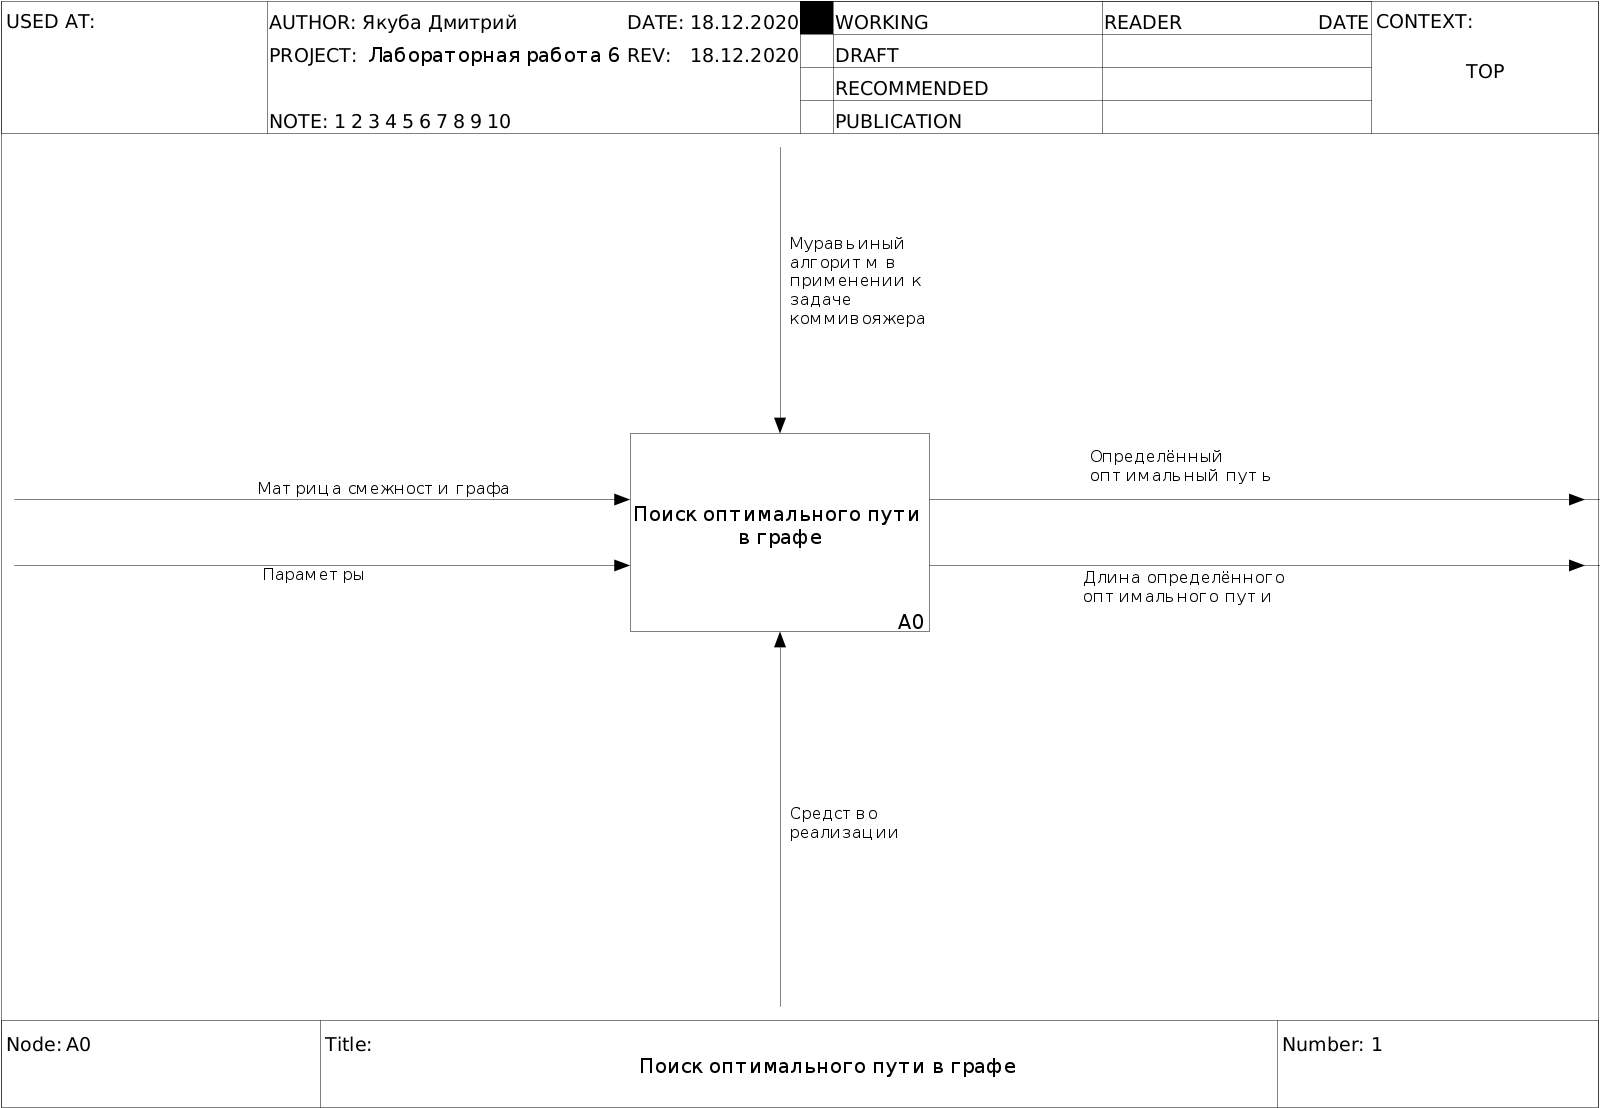 USED AT:
AUTHOR: Якуба Дмитрий DATE: 18.12.2020
PROJECT: Лабораторная работа 6 REV: 18.12.2020
NOTE: 1 2 3 4 5 6 7 8 9 10
WORKING
DRAFT
RECOMMENDED
PUBLICATION
READER DATE
CONTEXT:
TOP
Муравьиный
алгоритм в
применении к
задаче
коммивояжера
Матрица смежности графа
Параметры
Поиск оптимального пути
в графе
A0
Определённый
оптимальный путь
Длина определённого
оптимального пути
Средство
реализации
Node: A0
Title:
Поиск оптимального пути в графе
Number: 1